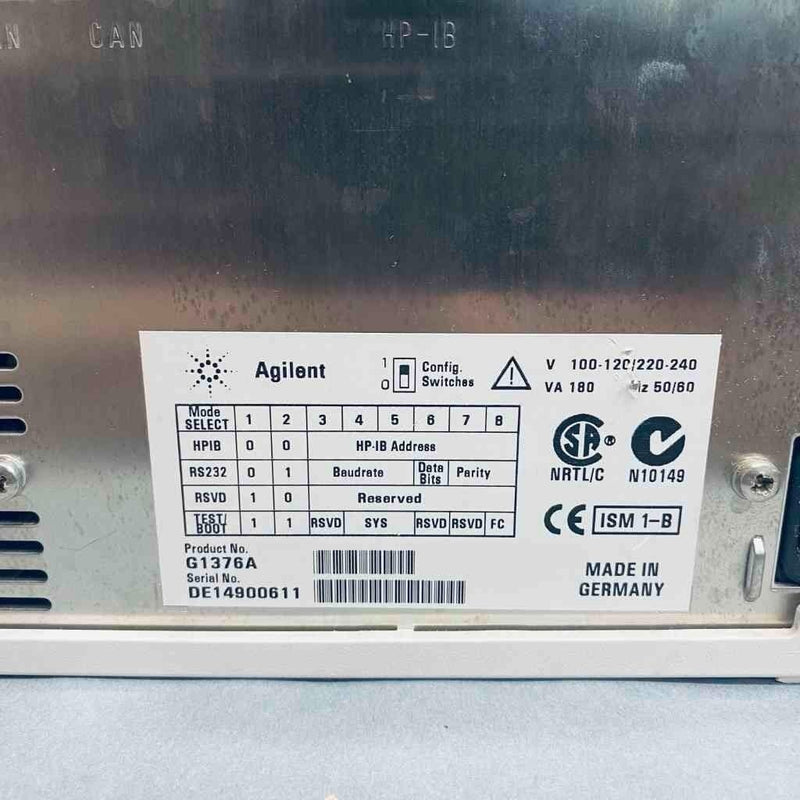 CAN
HP-IB
Agilent
1
0
Config.
Switches
V 100-120/220-240
VA 180 Hz 50/60
Mode
SELECT 1 2 3 4 5 6 7 8
HPIB 0 0 HP-IB Address
RS232 0 1 Baudrate Data Bits Parity
RSVD 1 0 Reserved
TEST/
BOOT 1 1 RSVD SYS RSVD RSVD FC
SA ®
NRTL/C
N10149
CE ISM 1-B
Product No.
G1376A
Serial No.
DE14900611
MADE IN
GERMANY